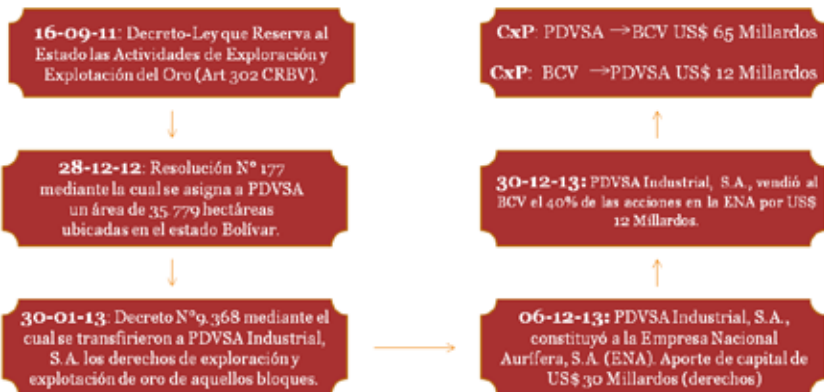 16-09-11: Decreto-Ley que Reserva al
Estado las Actividades de Exploración y
Explotación del Oro (Art 302 CRBV).
28-12-12: Resolución N° 177
mediante la cual se asigna a PDVSA
un área de 35.779 hectáreas
ubicadas en el estado Bolívar.
30-01-13: Decreto N°9.368 mediante el
cual se transfirieron a PDVSA Industrial,
S.A. los derechos de exploración y
explotación de oro de aquellos bloques.
06-12-13: PDVSA Industrial, S.A.,
constituyó a la Empresa Nacional
Aurífera, S.A. (ENA). Aporte de capital de
US$ 30 Millardos (derechos)
30-12-13: PDVSA Industrial, S.A., vendió al
BCV el 40% de las acciones en la ENA por US$
12 Millardos.
CxP: PDVSA →BCV US$ 65 Millardos
CxP: BCV →PDVSA US$ 12 Millardos